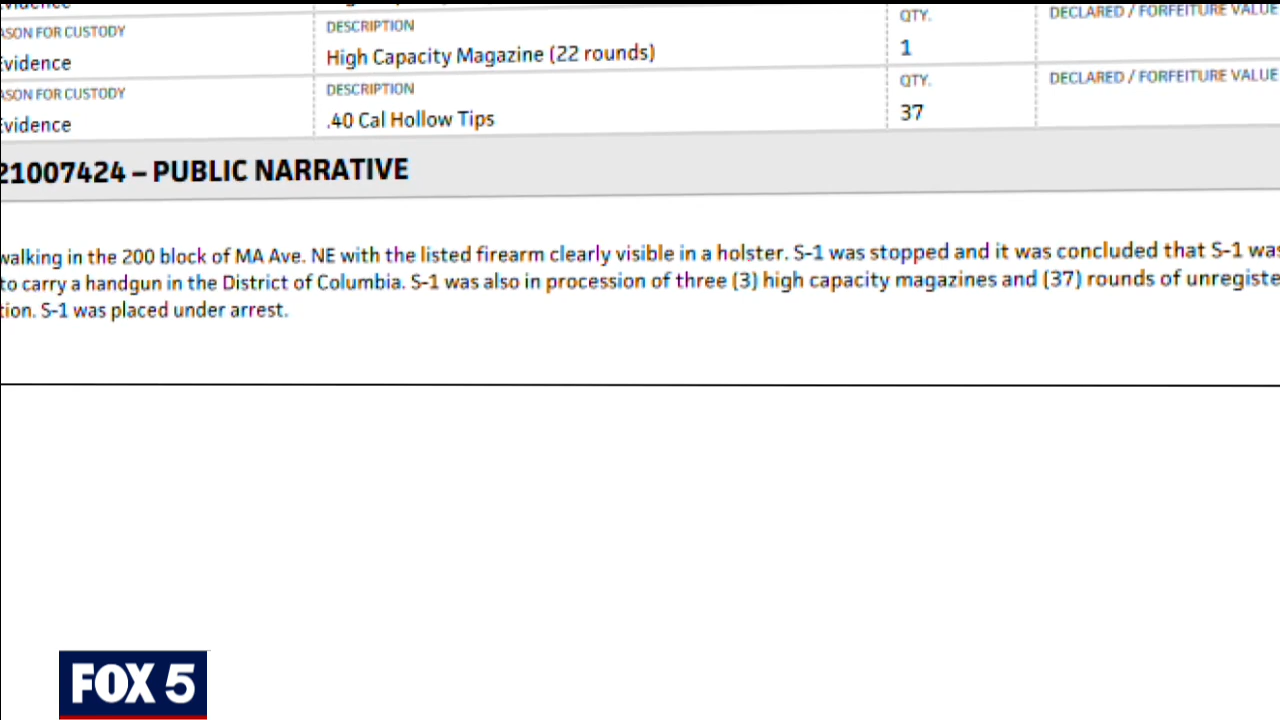 ASON FOR CUSTODY DESCRIPTION QTY. DECLARED / FORFEITURE VALUE
Evidence High Capacity Magazine (22 rounds) 1
ASON FOR CUSTODY DESCRIPTION QTY. DECLARED / FORFEITURE VALUE
Evidence .40 Cal Hollow Tips 37
21007424 – PUBLIC NARRATIVE
walking in the 200 block of MA Ave. NE with the listed firearm clearly visible in a holster. S-1 was stopped and it was concluded that S-1 was
to carry a handgun in the District of Columbia. S-1 was also in procession of three (3) high capacity magazines and (37) rounds of unregiste
tion. S-1 was placed under arrest.
FOX 5